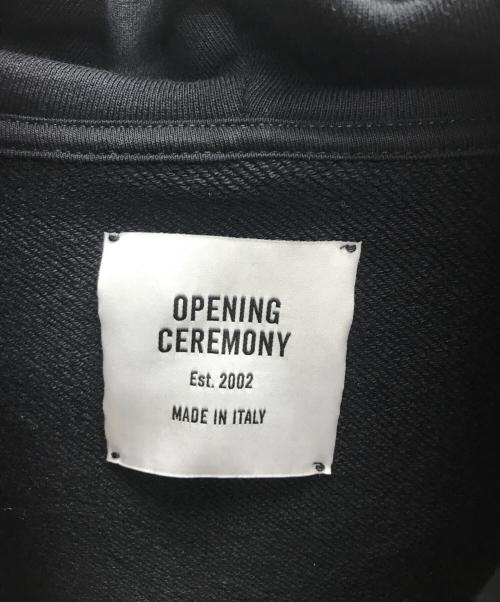 OPENING
CEREMONY
Est. 2002
MADE IN ITALY